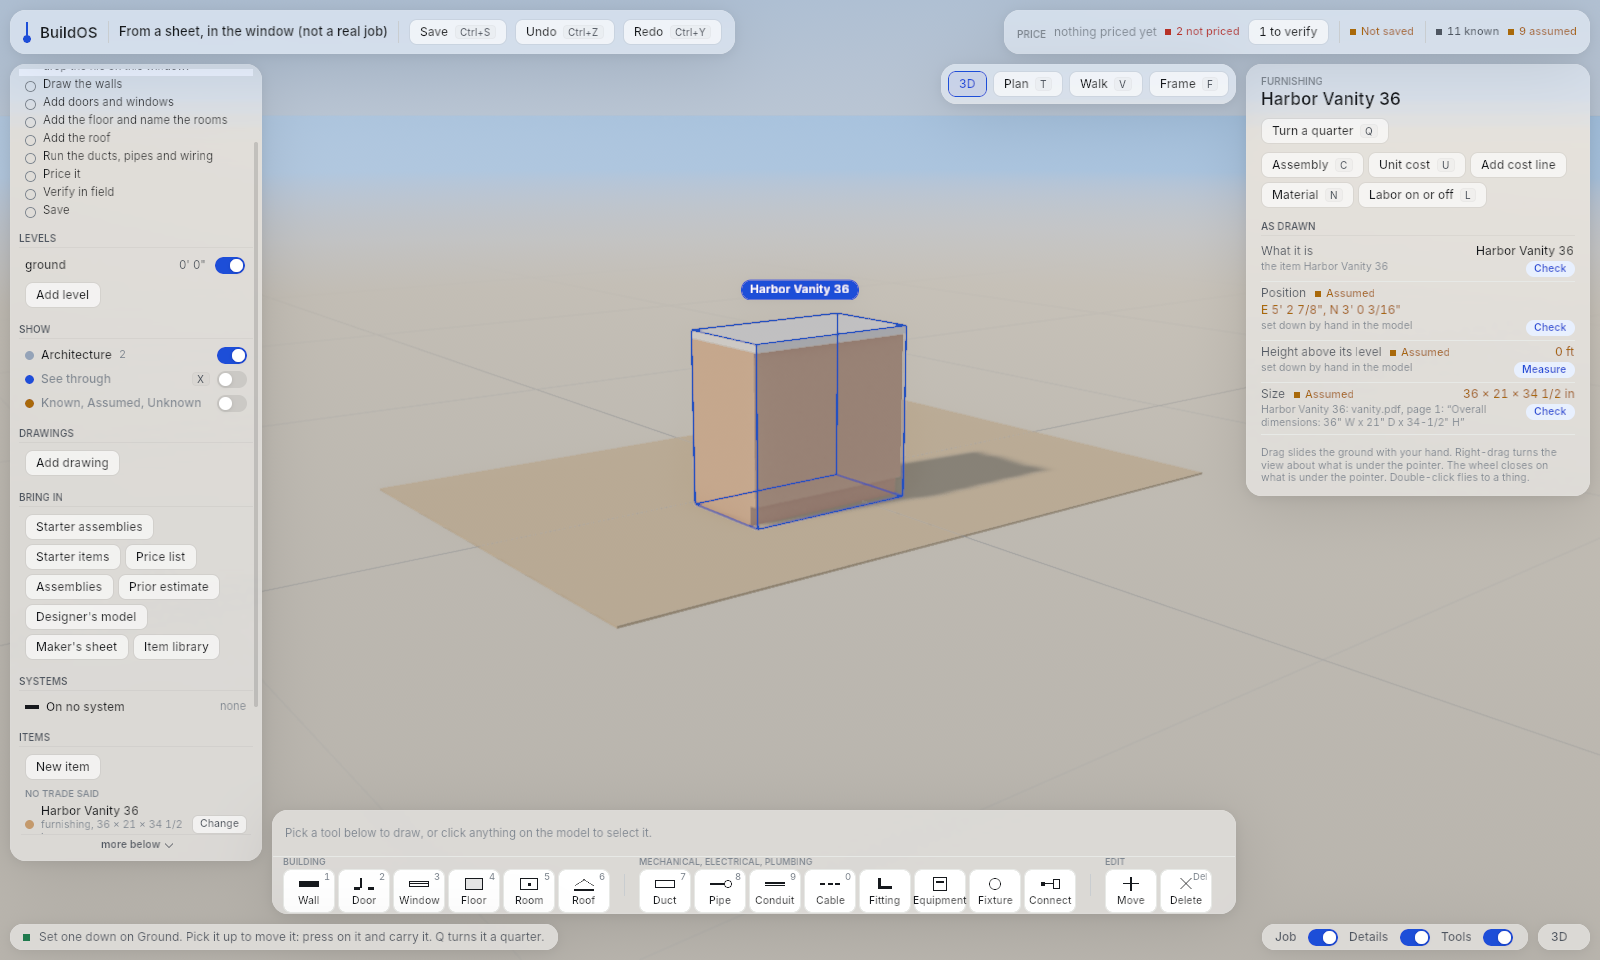 BuildOS
From a sheet, in the window (not a real job)
Save Ctrl+S
Undo Ctrl+Z
Redo Ctrl+Y
PRICE nothing priced yet 2 not priced
1 to verify
Not saved
11 known 9 assumed
Draw the walls
Add doors and windows
Add the floor and name the rooms
Add the roof
Run the ducts, pipes and wiring
Price it
Verify in field
Save
LEVELS
ground 0' 0"
Add level
SHOW
Architecture 2
See through X
Known, Assumed, Unknown
DRAWINGS
Add drawing
BRING IN
Starter assemblies
Starter items Price list
Assemblies Prior estimate
Designer's model
Maker's sheet Item library
SYSTEMS
On no system none
ITEMS
New item
NO TRADE SAID
Harbor Vanity 36
furnishing, 36 × 21 × 34 1/2
Change
more below
3D
Plan T
Walk V
Frame F
Harbor Vanity 36
FURNISHING
Harbor Vanity 36
Turn a quarter Q
Assembly C Unit cost U Add cost line
Material N Labor on or off L
AS DRAWN
What it is Harbor Vanity 36
the item Harbor Vanity 36 Check
Position Assumed
E 5' 2 7/8", N 3' 0 3/16"
set down by hand in the model Check
Height above its level Assumed 0 ft
set down by hand in the model Measure
Size Assumed 36 × 21 × 34 1/2 in
Harbor Vanity 36: vanity.pdf, page 1: “Overall
dimensions: 36" W x 21" D x 34-1/2" H” Check
Drag slides the ground with your hand. Right-drag turns the
view about what is under the pointer. The wheel closes on
what is under the pointer. Double-click flies to a thing.
Pick a tool below to draw, or click anything on the model to select it.
BUILDING
Wall 1
Door 2
Window 3
Floor 4
Room 5
Roof 6
MECHANICAL, ELECTRICAL, PLUMBING
Duct 7
Pipe 8
Conduit 9
Cable 0
Fitting
Equipment
Fixture
Connect
EDIT
Move
Delete Del
Set one down on Ground. Pick it up to move it: press on it and carry it. Q turns it a quarter.
Job Details Tools
3D